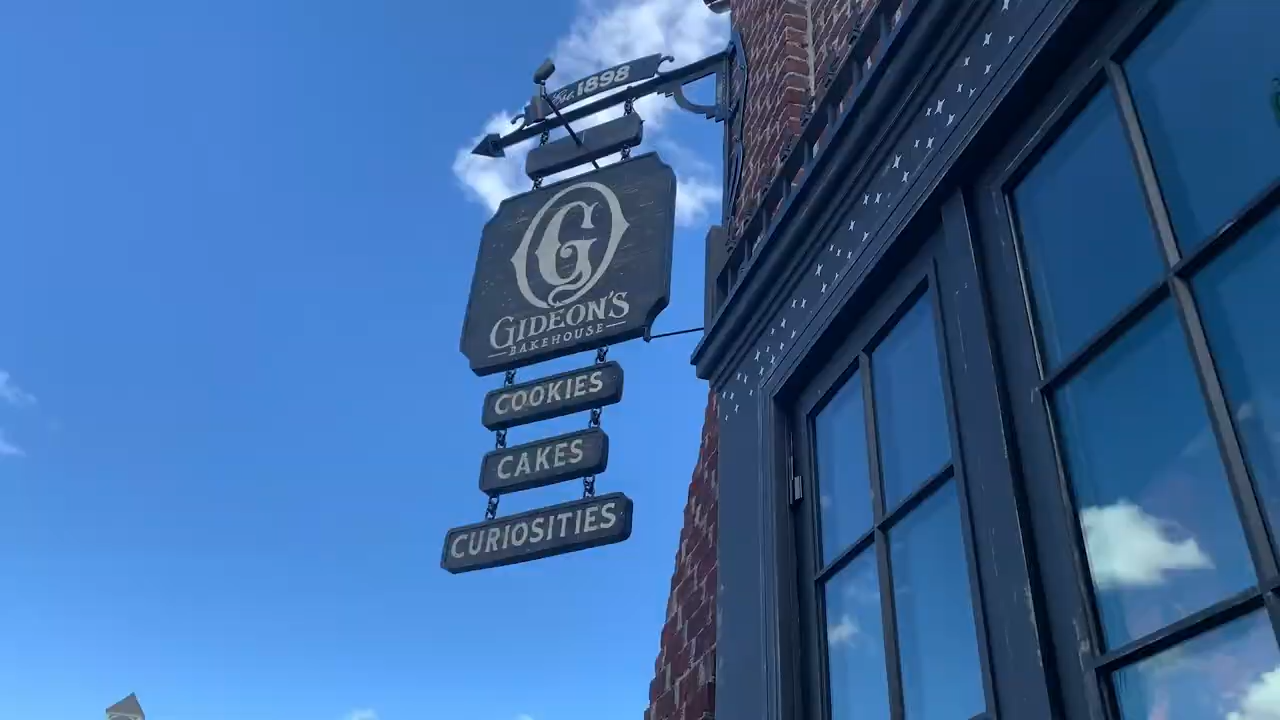 Est. 1898
G
GIDEON'S
BAKEHOUSE
COOKIES
CAKES
CURIOSITIES